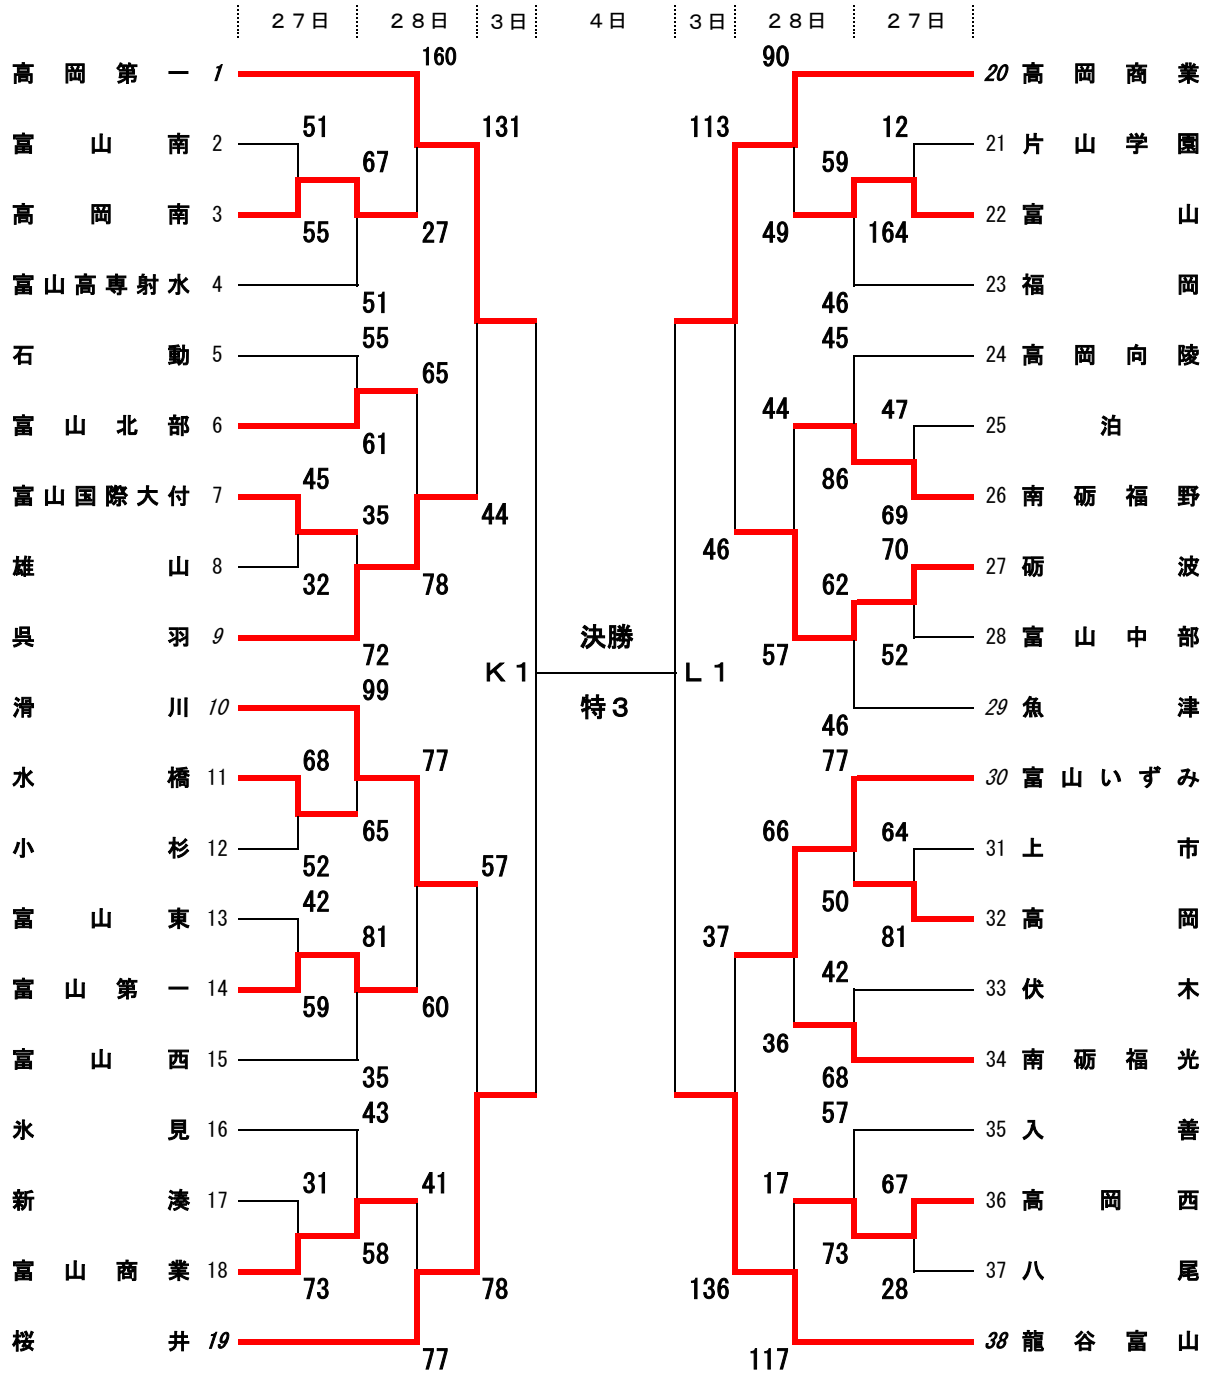 ２７日 ２８日 ３日 ４日 ３日 ２８日 ２７日
160 90
高岡第一 1 20 高岡商業
51 131 113 12
富山南 2 21 片山学園
67 59
高岡南 3 22 富山
55 27 49 164
富山高専射水 4 23 福岡
51 46
55 45
石動 5 24 高岡向陵
65 44 47
富山北部 6 25 泊
61 45 86
富山国際大付 7 26 南砺福野
35 44 69
32 78 46 70
雄山 8 27 砺波
62
呉羽 9 決勝 28 富山中部
72 57 52
Ｋ１ Ｌ１
99
滑川 10 特３ 29 魚津
46
68 77 77
水橋 11 30 富山いずみ
65 66 64
小杉 12 31 上市
52 57
42 50
富山東 13 32 高岡
81 37 81
42
富山第一 14 33 伏木
59 60 36
富山西 15 34 南砺福光
35 68
43 57
氷見 16 35 入善
31 41 17 67
新湊 17 36 高岡西
58 73
富山商業 18 37 八尾
73 78 136 28
桜井 19 38 龍谷富山
77 117